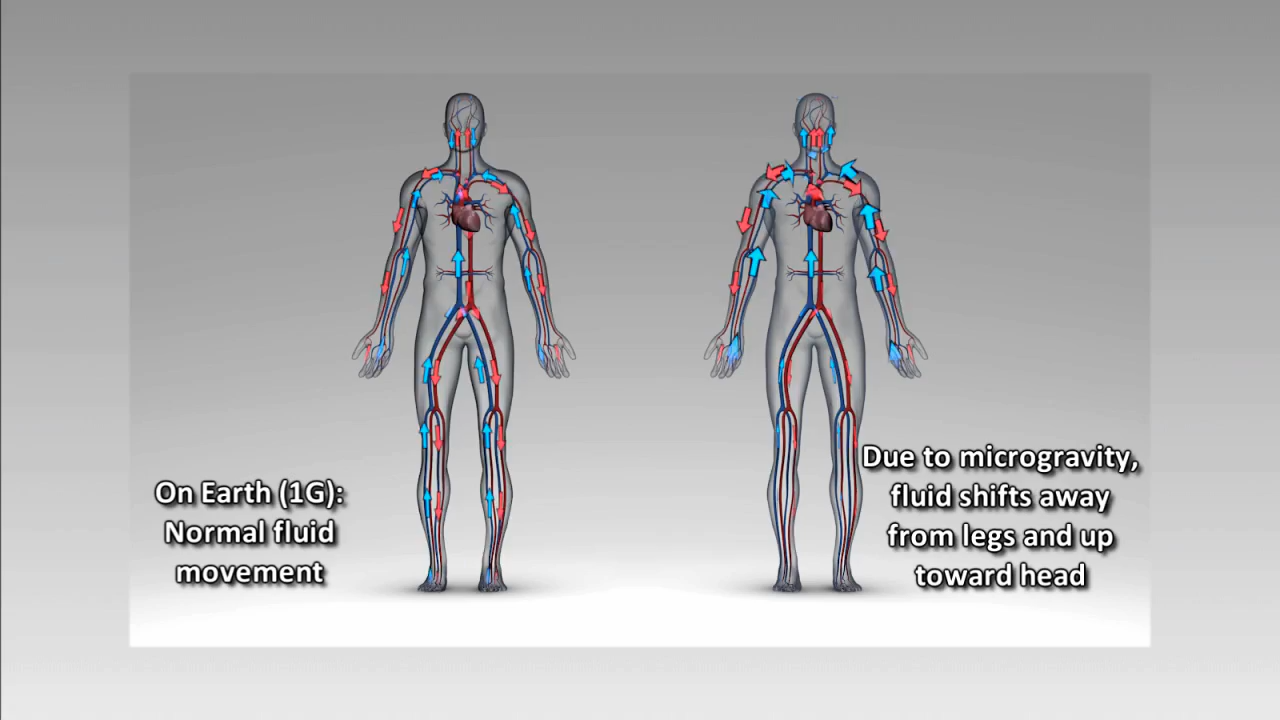 On Earth (1G):
Normal fluid
movement
Due to microgravity,
fluid shifts away
from legs and up
toward head